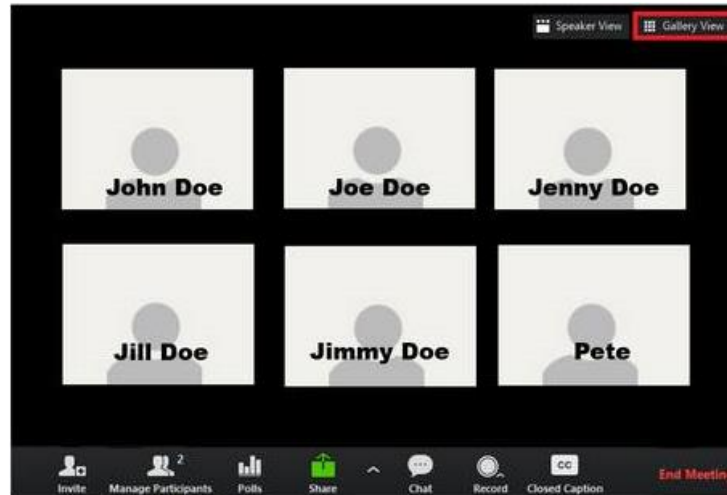 Speaker View Gallery View
John Doe Joe Doe Jenny Doe
Jill Doe Jimmy Doe Pete
2
Invite Manage Participants Polls Share Chat Record CC Closed Caption End Meetin